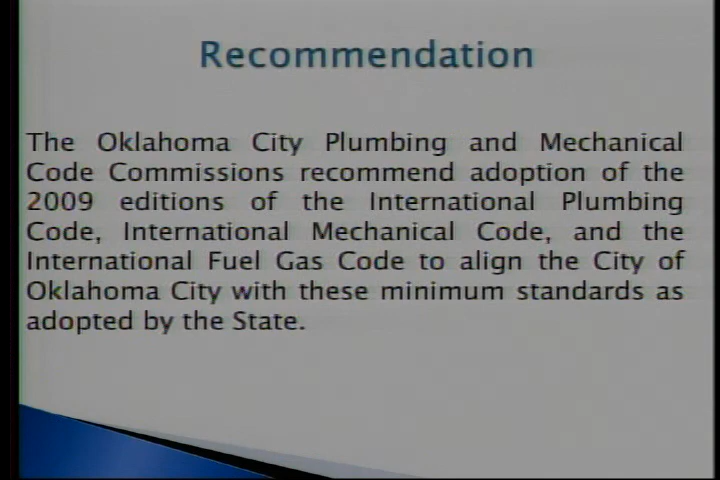 Recommendation
The Oklahoma City Plumbing and Mechanical
Code Commissions recommend adoption of the
2009 editions of the International Plumbing
Code, International Mechanical Code, and the
International Fuel Gas Code to align the City of
Oklahoma City with these minimum standards as
adopted by the State.